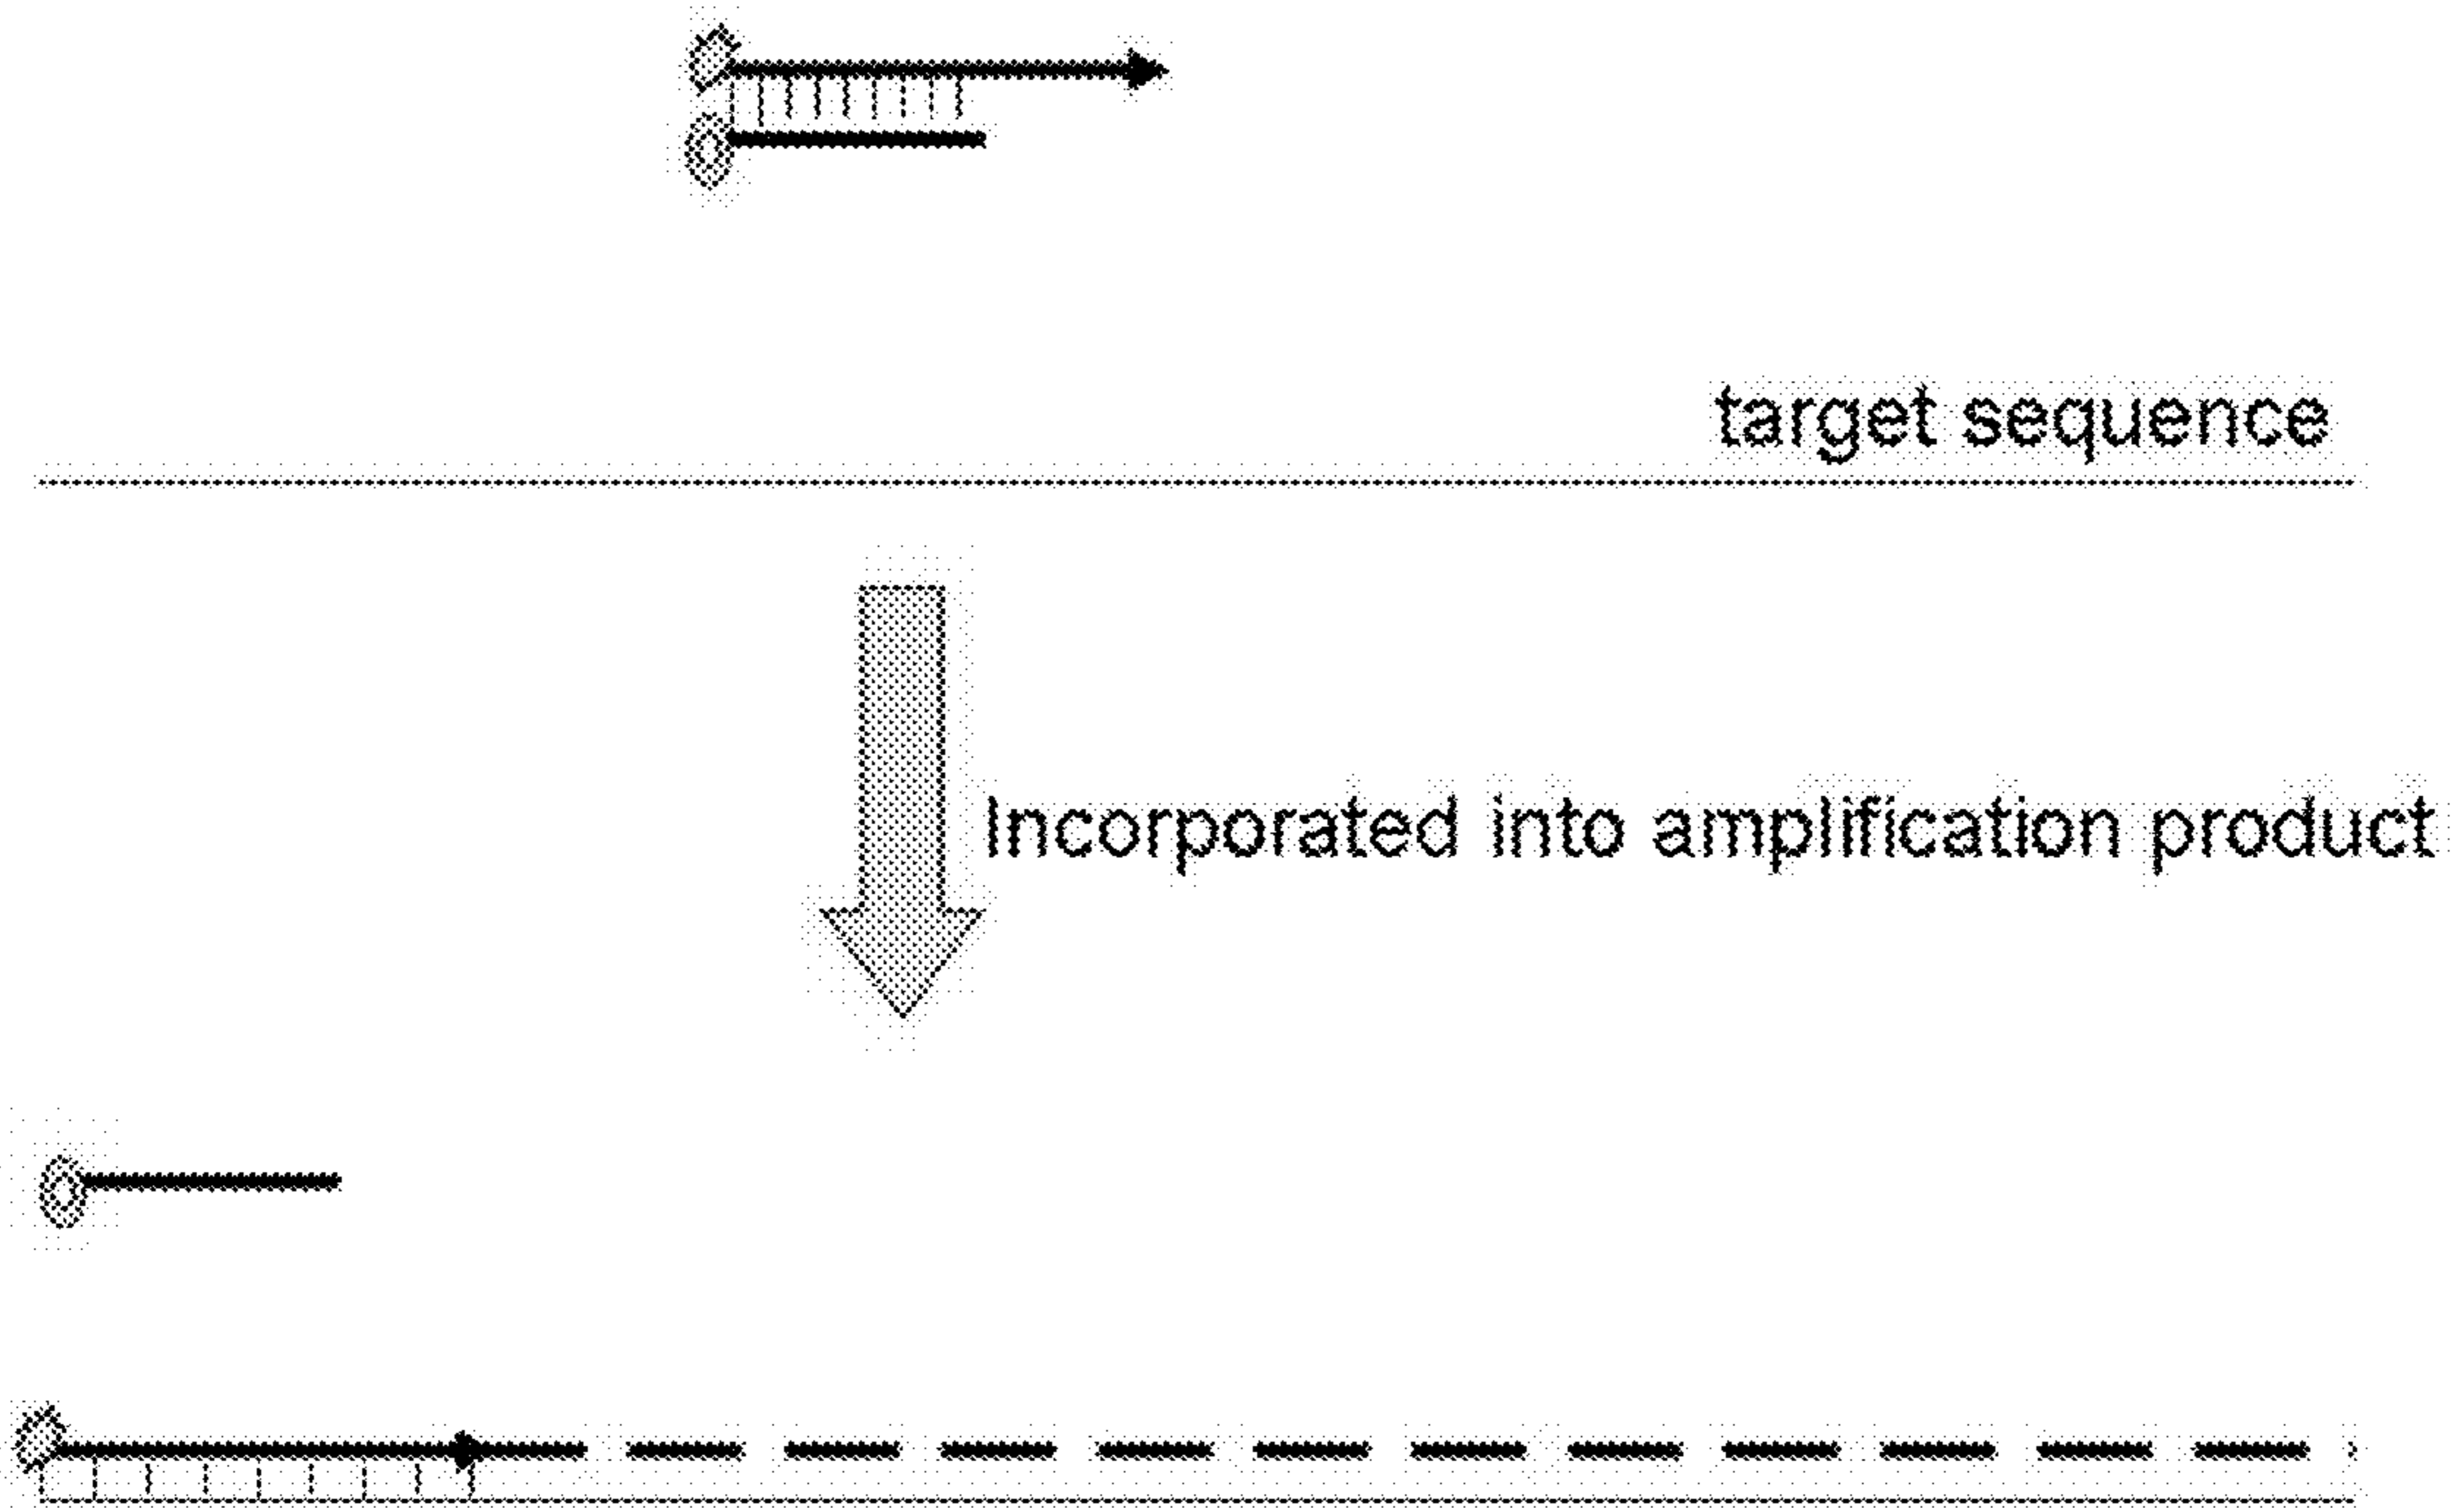 target sequence
Incorporated into amplification product